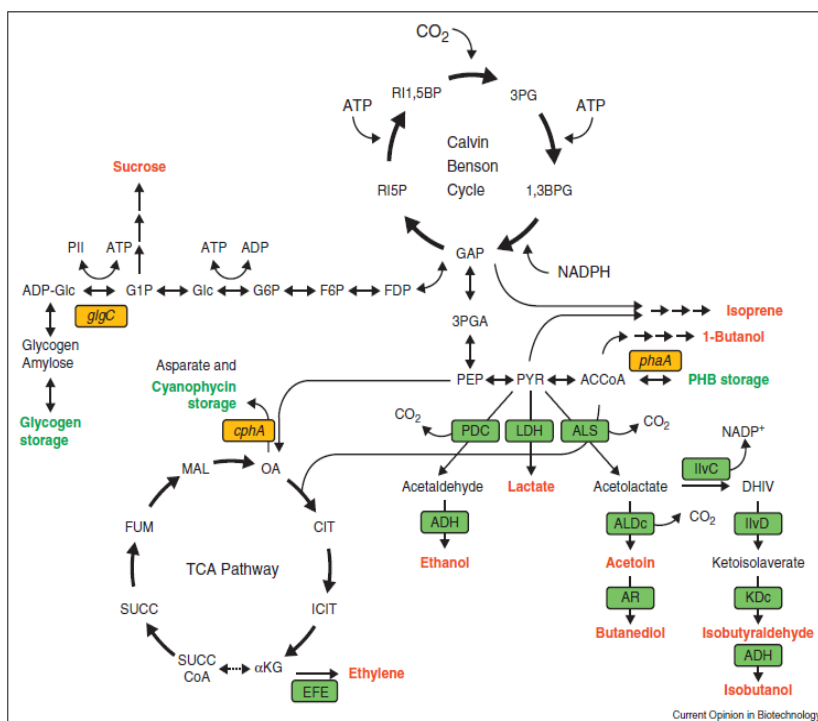 CO2
RI1,5BP
3PG
ATP
ATP
Calvin
Benson
Cycle
Sucrose
RI5P
1,3BPG
PII
ATP
ATP
ADP
GAP
NADPH
ADP-Glc
G1P
Glc
G6P
F6P
FDP
glgC
Isoprene
3PGA
1-Butanol
Glycogen
Amylose
phaA
Asparate and
Cyanophycin
storage
PEP
PYR
ACCoA
PHB storage
Glycogen
storage
cphA
CO2
PDC
LDH
ALS
CO2
NADP+
MAL
OA
IlvC
Acetaldehyde
Lactate
Acetolactate
DHIV
FUM
CIT
ADH
ALDc
CO2
IlvD
TCA Pathway
Ethanol
Acetoin
Ketoisolaverate
SUCC
ICIT
AR
KDc
Butanediol
Isobutyraldehyde
SUCC
CoA
αKG
Ethylene
ADH
EFE
Isobutanol
Current Opinion in Biotechnology